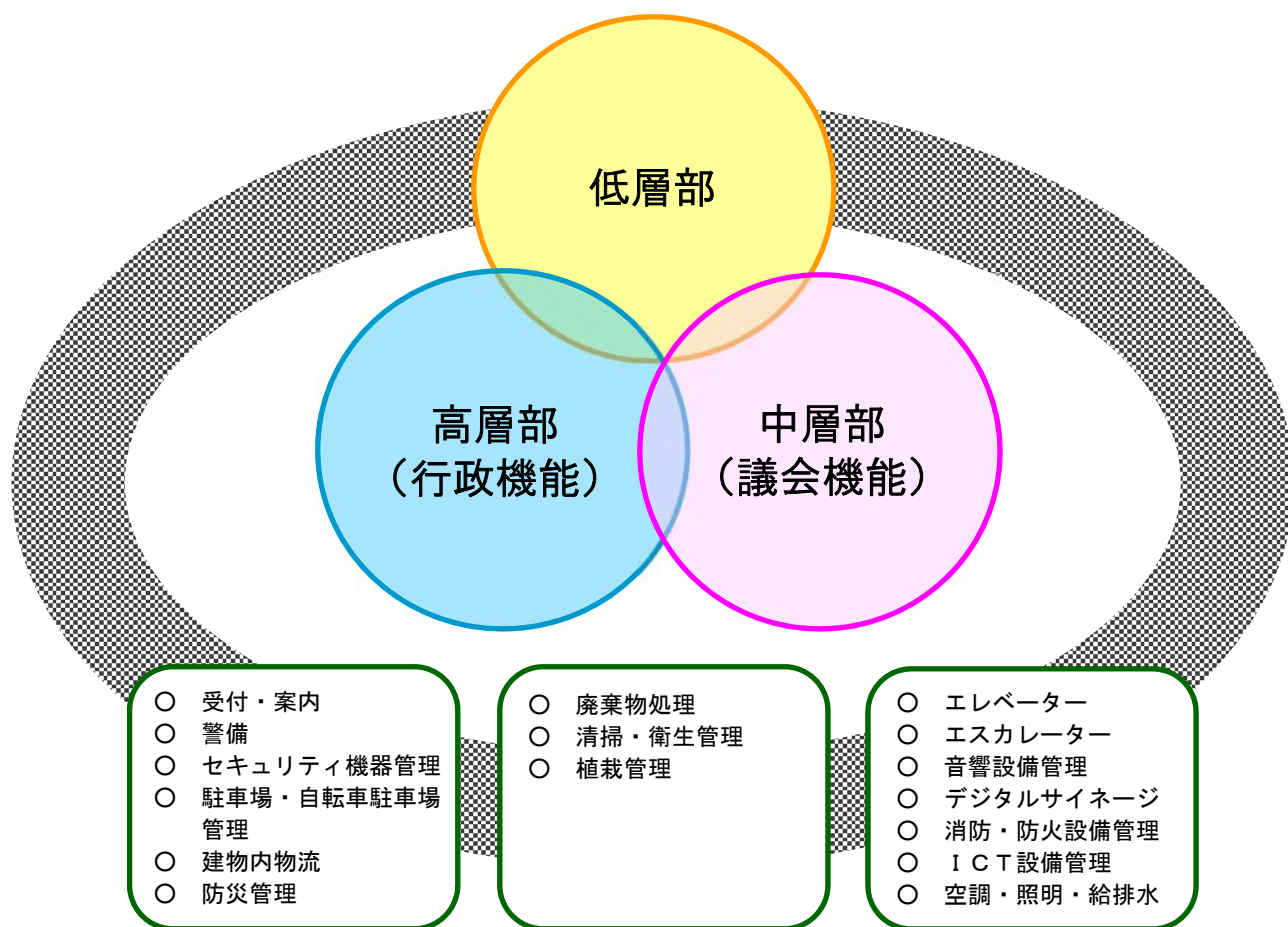 低層部
高層部
（行政機能）
中層部
（議会機能）
○ 受付・案内
○ 警備
○ セキュリティ機器管理
○ 駐車場・自転車駐車場
管理
○ 建物内物流
○ 防災管理
○ 廃棄物処理
○ 清掃・衛生管理
○ 植栽管理
○ エレベーター
○ エスカレーター
○ 音響設備管理
○ デジタルサイネージ
○ 消防・防火設備管理
○ ＩＣＴ設備管理
○ 空調・照明・給排水